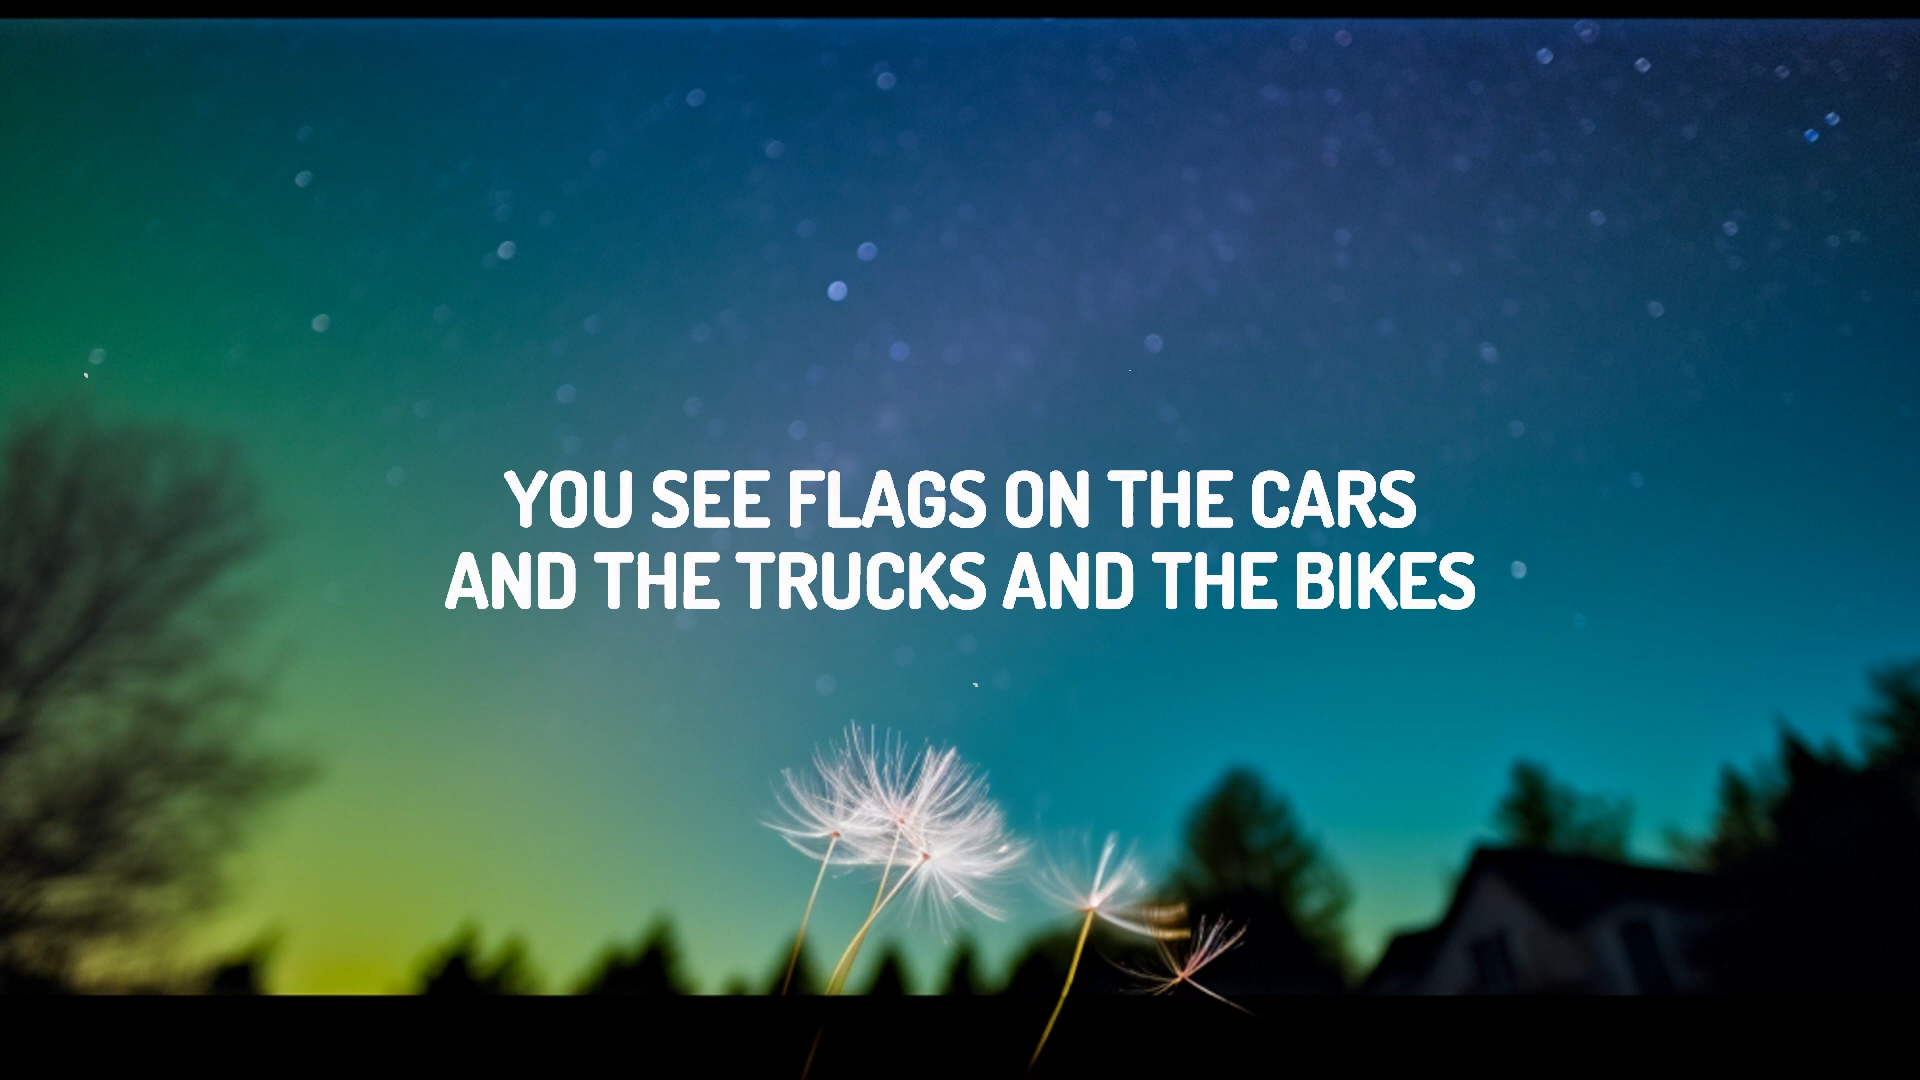 YOU SEE FLAGS ON THE CARS
AND THE TRUCKS AND THE BIKES